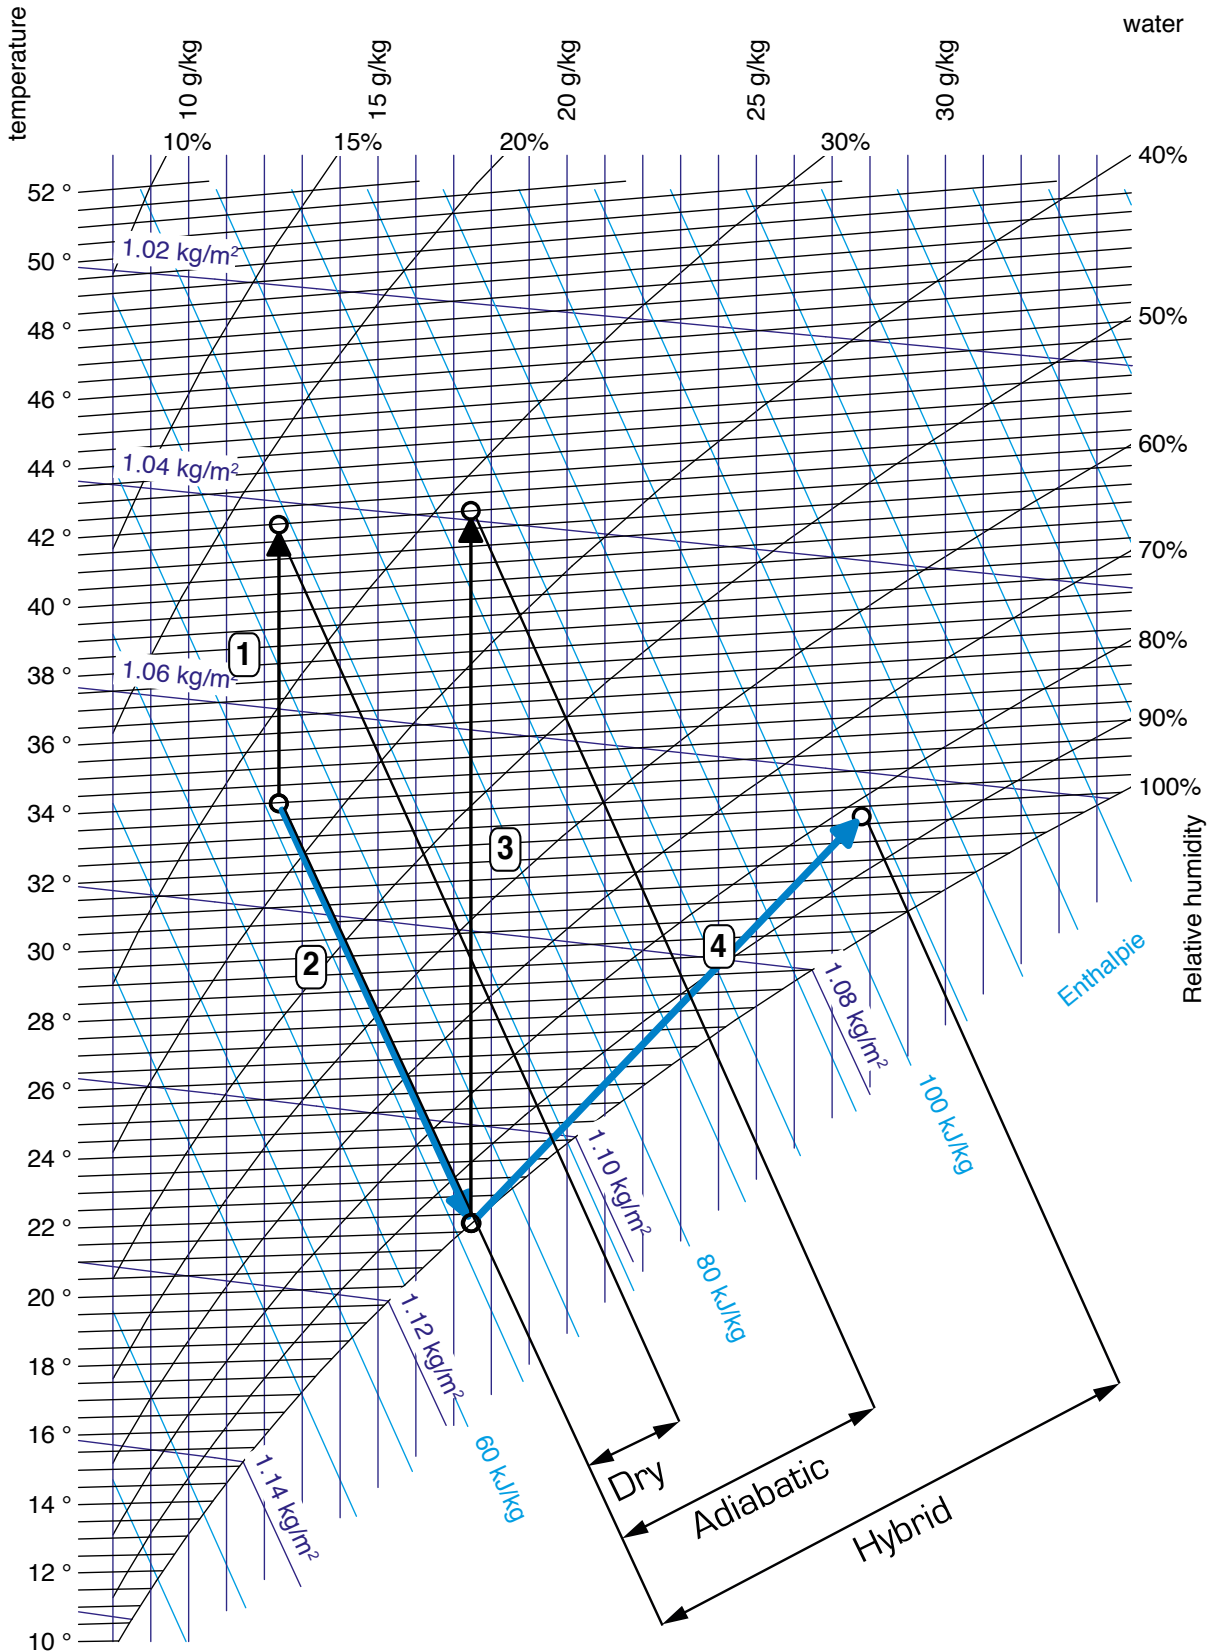 water
temperature
10 g/kg
15 g/kg
20 g/kg
25 g/kg
30 g/kg
10%
15%
20%
30%
40%
52 °
1.02 kg/m²
50 °
50%
48 °
46 °
60%
44 °
1.04 kg/m²
42 °
70%
40 °
1
80%
38 °
1.06 kg/m²
90%
36 °
100%
34 °
3
Relative humidity
32 °
4
30 °
2
1.08 kg/m²
Enthalpie
28 °
26 °
100 kJ/kg
24 °
1.10 kg/m²
22 °
80 kJ/kg
20 °
1.12 kg/m²
18 °
16 °
60 kJ/kg
1.14 kg/m²
Dry
14 °
Adiabatic
Hybrid
12 °
10 °